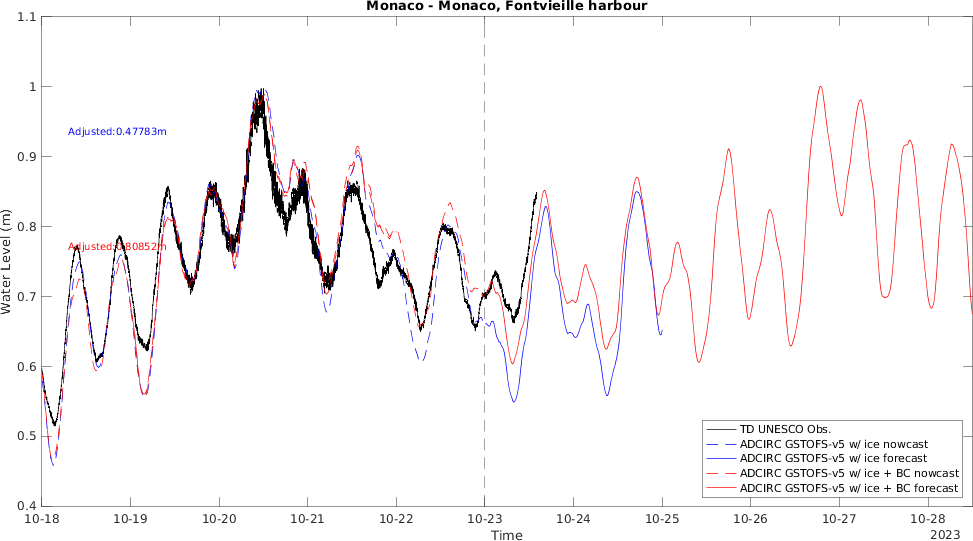 Monaco - Monaco, Fontvieille harbour
Water Level (m)
1.1
1
0.9
0.8
0.7
0.6
0.5
0.4
Adjusted:0.47783m
Adjusted:0.80852m
TD UNESCO Obs.
ADCIRC GSTOFS-v5 w/ ice nowcast
ADCIRC GSTOFS-v5 w/ ice forecast
ADCIRC GSTOFS-v5 w/ ice + BC nowcast
ADCIRC GSTOFS-v5 w/ ice + BC forecast
10-18 10-19 10-20 10-21 10-22 10-23 10-24 10-25 10-26 10-27 10-28
2023
Time